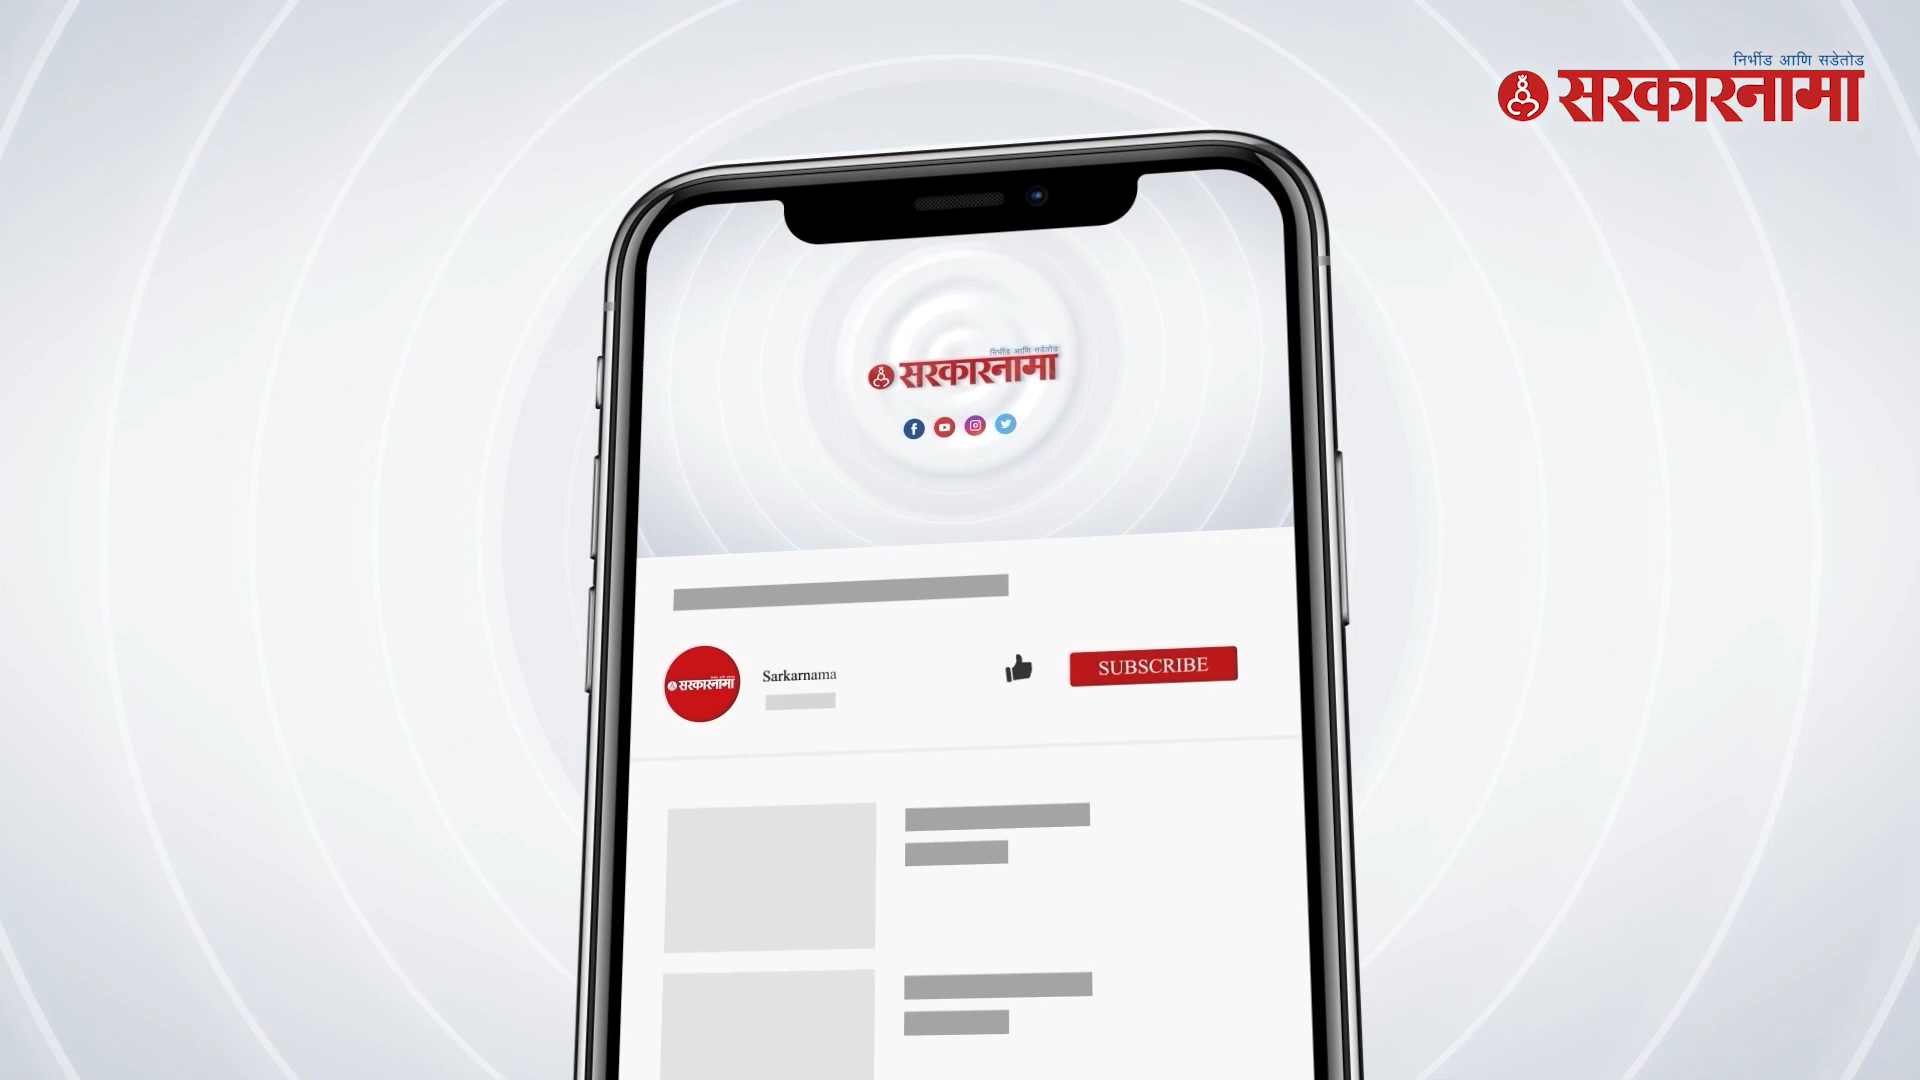 निर्भीड आणि सडेतोड
सरकारनामा
निर्भीड आणि सडेतोड
सरकारनामा
सरकारनामा
Sarkarnama
SUBSCRIBE